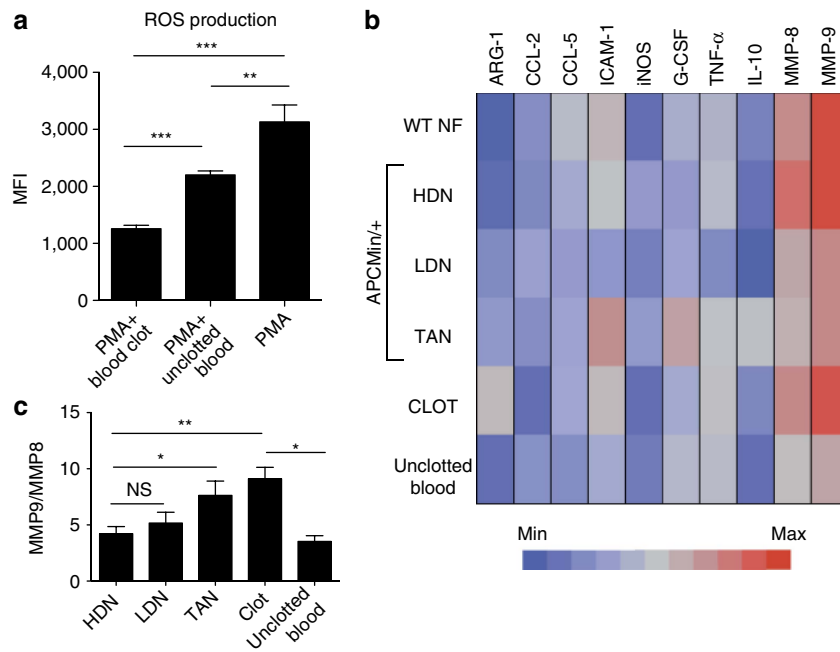 a
ROS production
***
**
***
4,000
3,000
2,000
1,000
0
MFI
PMA+
blood clot
PMA+
unclotted
blood
PMA
b
ARG-1
CCL-2
CCL-5
ICAM-1
iNOS
G-CSF
TNF-α
IL-10
MMP-8
MMP-9
WT NF
APCMin/+
HDN
LDN
TAN
CLOT
Unclotted
blood
Min
Max
c
**
*
*
NS
15
10
5
0
MMP9/MMP8
HDN
LDN
TAN
Clot
Unclotted
blood